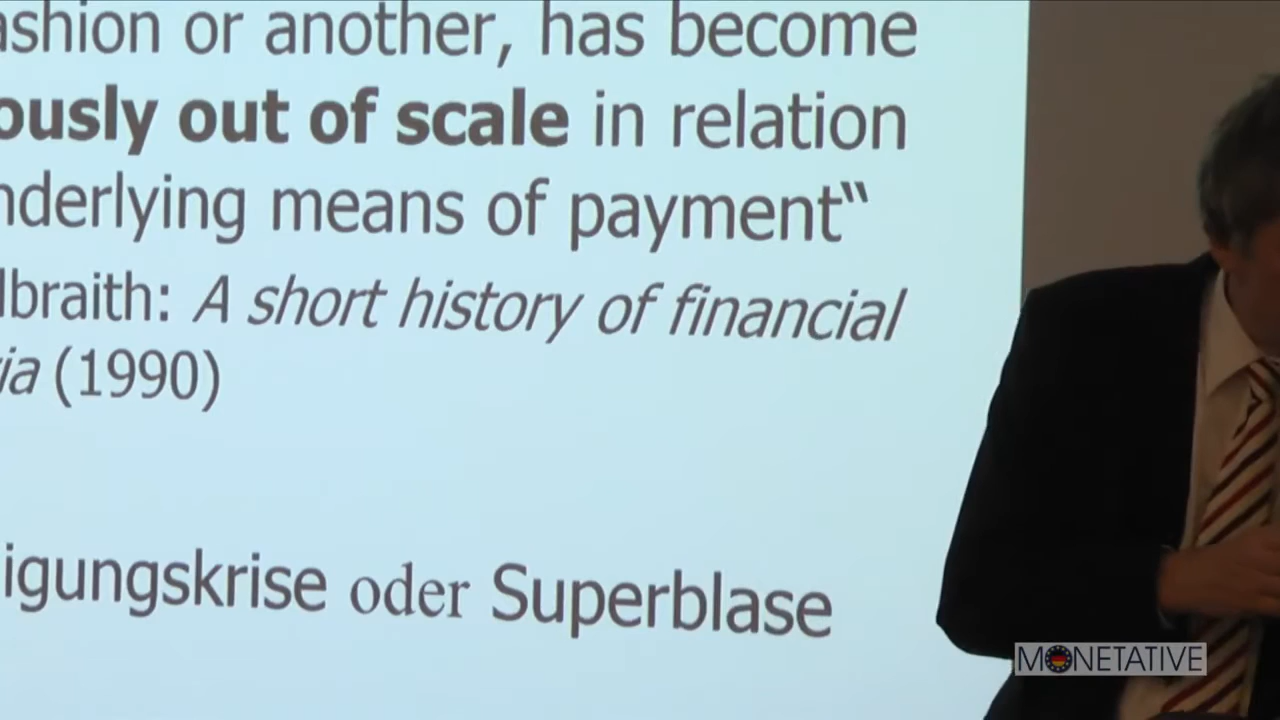 ashion or another, has become
ously out of scale in relation
nderlying means of payment“
lbraith: A short history of financial
ia (1990)
igungskrise oder Superblase
MONETATIVE